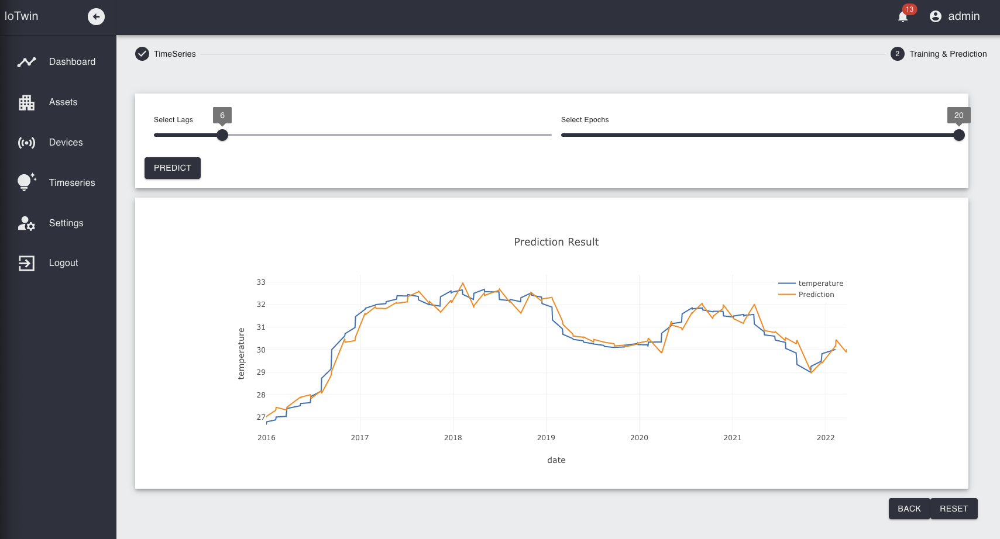 IoTwin
13
admin
Dashboard
Assets
Devices
Timeseries
Settings
Logout
TimeSeries
2
Training & Prediction
Select Lags
6
Select Epochs
20
PREDICT
Prediction Result
temperature
Prediction
33
32
31
30
29
28
27
temperature
2016 2017 2018 2019 2020 2021 2022
date
BACK
RESET